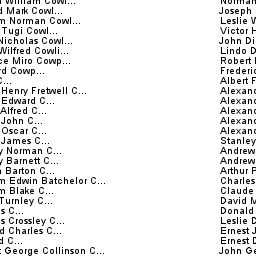 William Cowl... Norman
Mark Cowl... Joseph
Norman Cowl... Leslie W
Tugi Cowl... Victor H
Nicholas Cowl... John Di
Wilfred Cowli... Lindo D
ce Miro Cowp... Robert
rd Cowp... Frederic
C... Albert F
Henry Fretwell C... Alexand
Edward C... Alexand
Alfred C... Alexand
John C... Alexand
Oscar C... Alexand
James C... Stanley
y Norman C... Andrew
y Barnett C... Andrew
Barton C... Arthur F
m Edwin Batchelor C... Charles
m Blake C... Claude
Turnley C... David M
s C... Donald
s Crossley C... Leslie D
d Charles C... Ernest J
d C... Ernest D
George Collinson C... John Ge